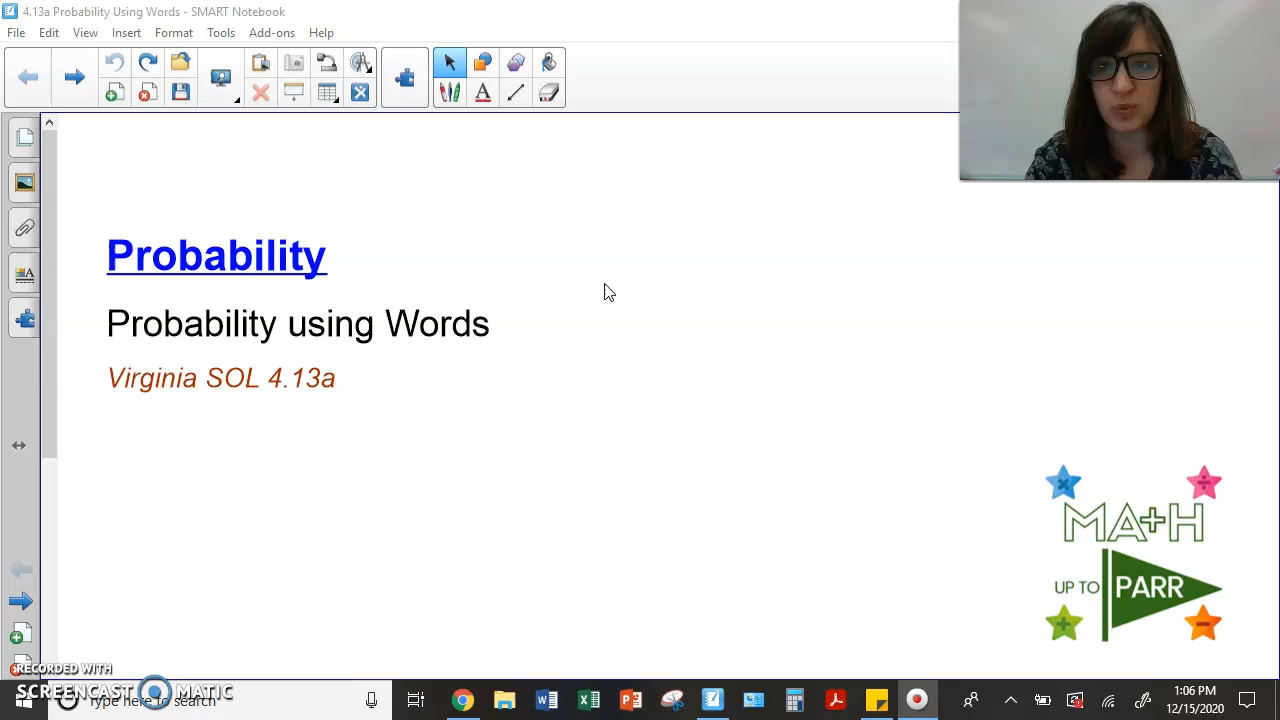 4.13a Probability Using Words - SMART Notebook
File Edit View Insert Format Tools Add-ons Help
Probability
Probability using Words
Virginia SOL 4.13a
MA+H
UP TO PARR
RECORDED WITH
SCREENCAST MATIC
Type here to search
1:06 PM
12/15/2020